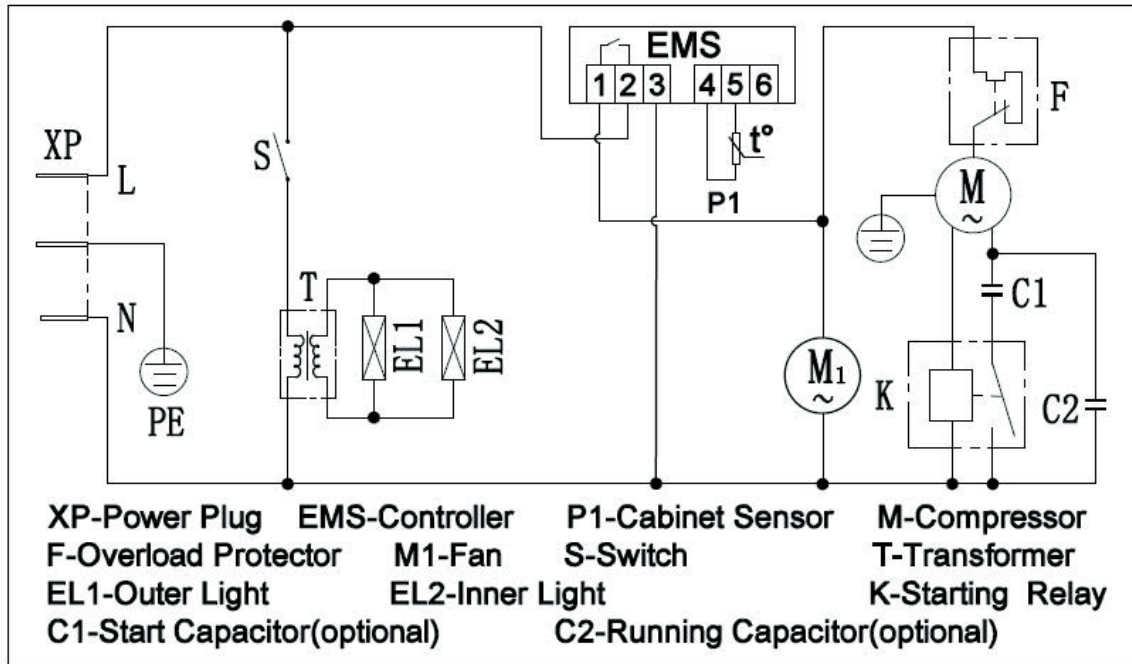 EMS
1 2 3 4 5 6
F
XP
S
t°
L
P1
M
~
T
C1
N
EL1
EL2
M1
~
K
C2
PE
XP-Power Plug EMS-Controller P1-Cabinet Sensor M-Compressor
F-Overload Protector M1-Fan S-Switch T-Transformer
EL1-Outer Light EL2-Inner Light K-Starting Relay
C1-Start Capacitor(optional) C2-Running Capacitor(optional)